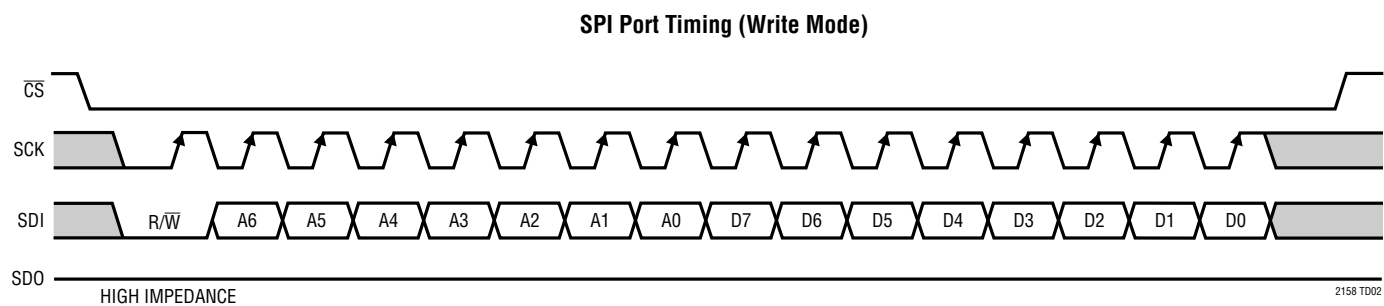 SPI Port Timing (Write Mode)
C̅S̅
SCK
SDI R/W̅ A6 A5 A4 A3 A2 A1 A0 D7 D6 D5 D4 D3 D2 D1 D0
SDO
HIGH IMPEDANCE
2158 TD02